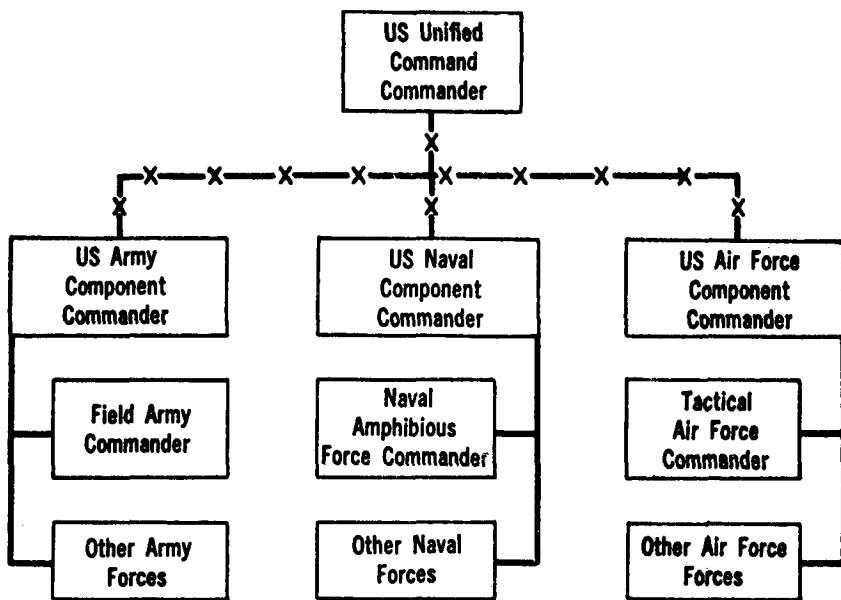 US Unified
Command
Commander
X
X X X X X X X X
X X X
US Army
Component
Commander
US Naval
Component
Commander
US Air Force
Component
Commander
Field Army
Commander
Naval
Amphibious
Force Commander
Tactical
Air Force
Commander
Other Army
Forces
Other Naval
Forces
Other Air Force
Forces